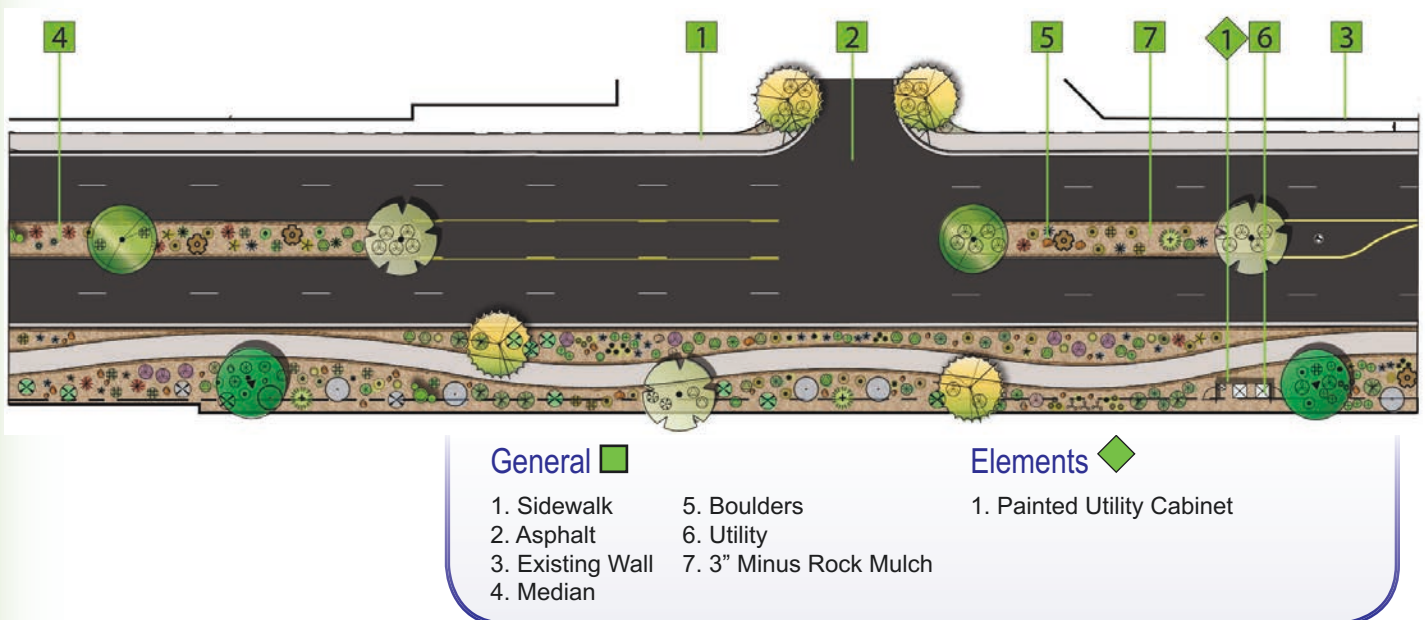 4 1 2 5 7 1 6 3
General Elements
1. Sidewalk 5. Boulders 1. Painted Utility Cabinet
2. Asphalt 6. Utility
3. Existing Wall 7. 3” Minus Rock Mulch
4. Median